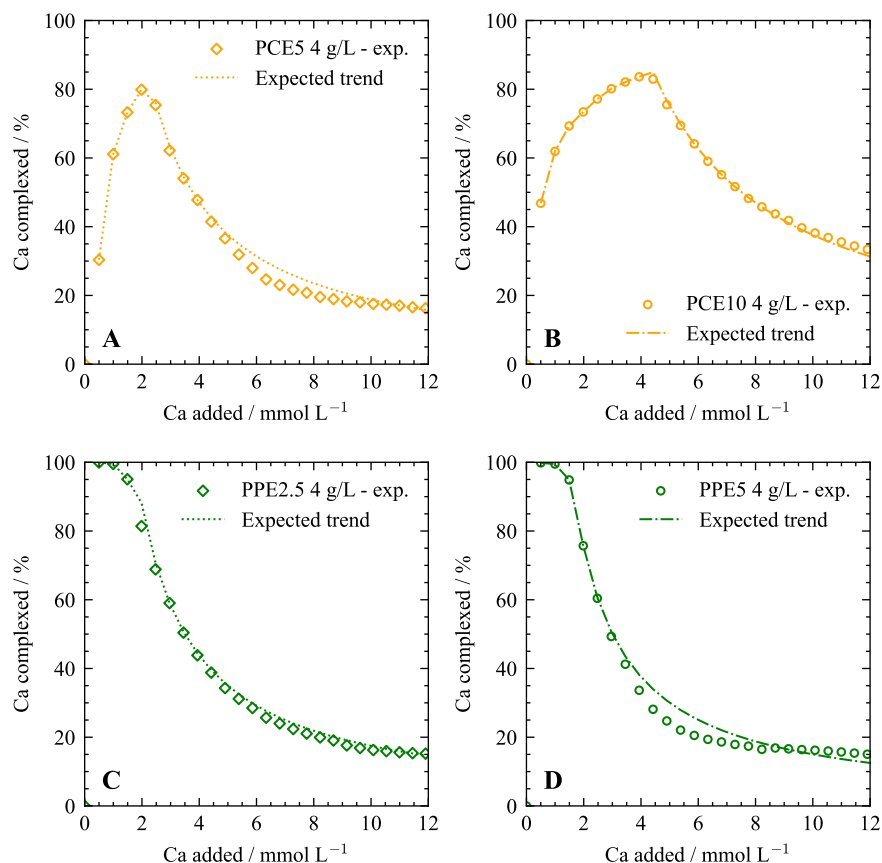 100
80
60
40
20
0
Ca complexed / %
PCE5 4 g/L - exp.
Expected trend
A
0 2 4 6 8 10 12
Ca added / mmol L⁻¹
100
80
60
40
20
0
Ca complexed / %
PCE10 4 g/L - exp.
Expected trend
B
0 2 4 6 8 10 12
Ca added / mmol L⁻¹
100
80
60
40
20
0
Ca complexed / %
PPE2.5 4 g/L - exp.
Expected trend
C
0 2 4 6 8 10 12
Ca added / mmol L⁻¹
100
80
60
40
20
0
Ca complexed / %
PPE5 4 g/L - exp.
Expected trend
D
0 2 4 6 8 10 12
Ca added / mmol L⁻¹